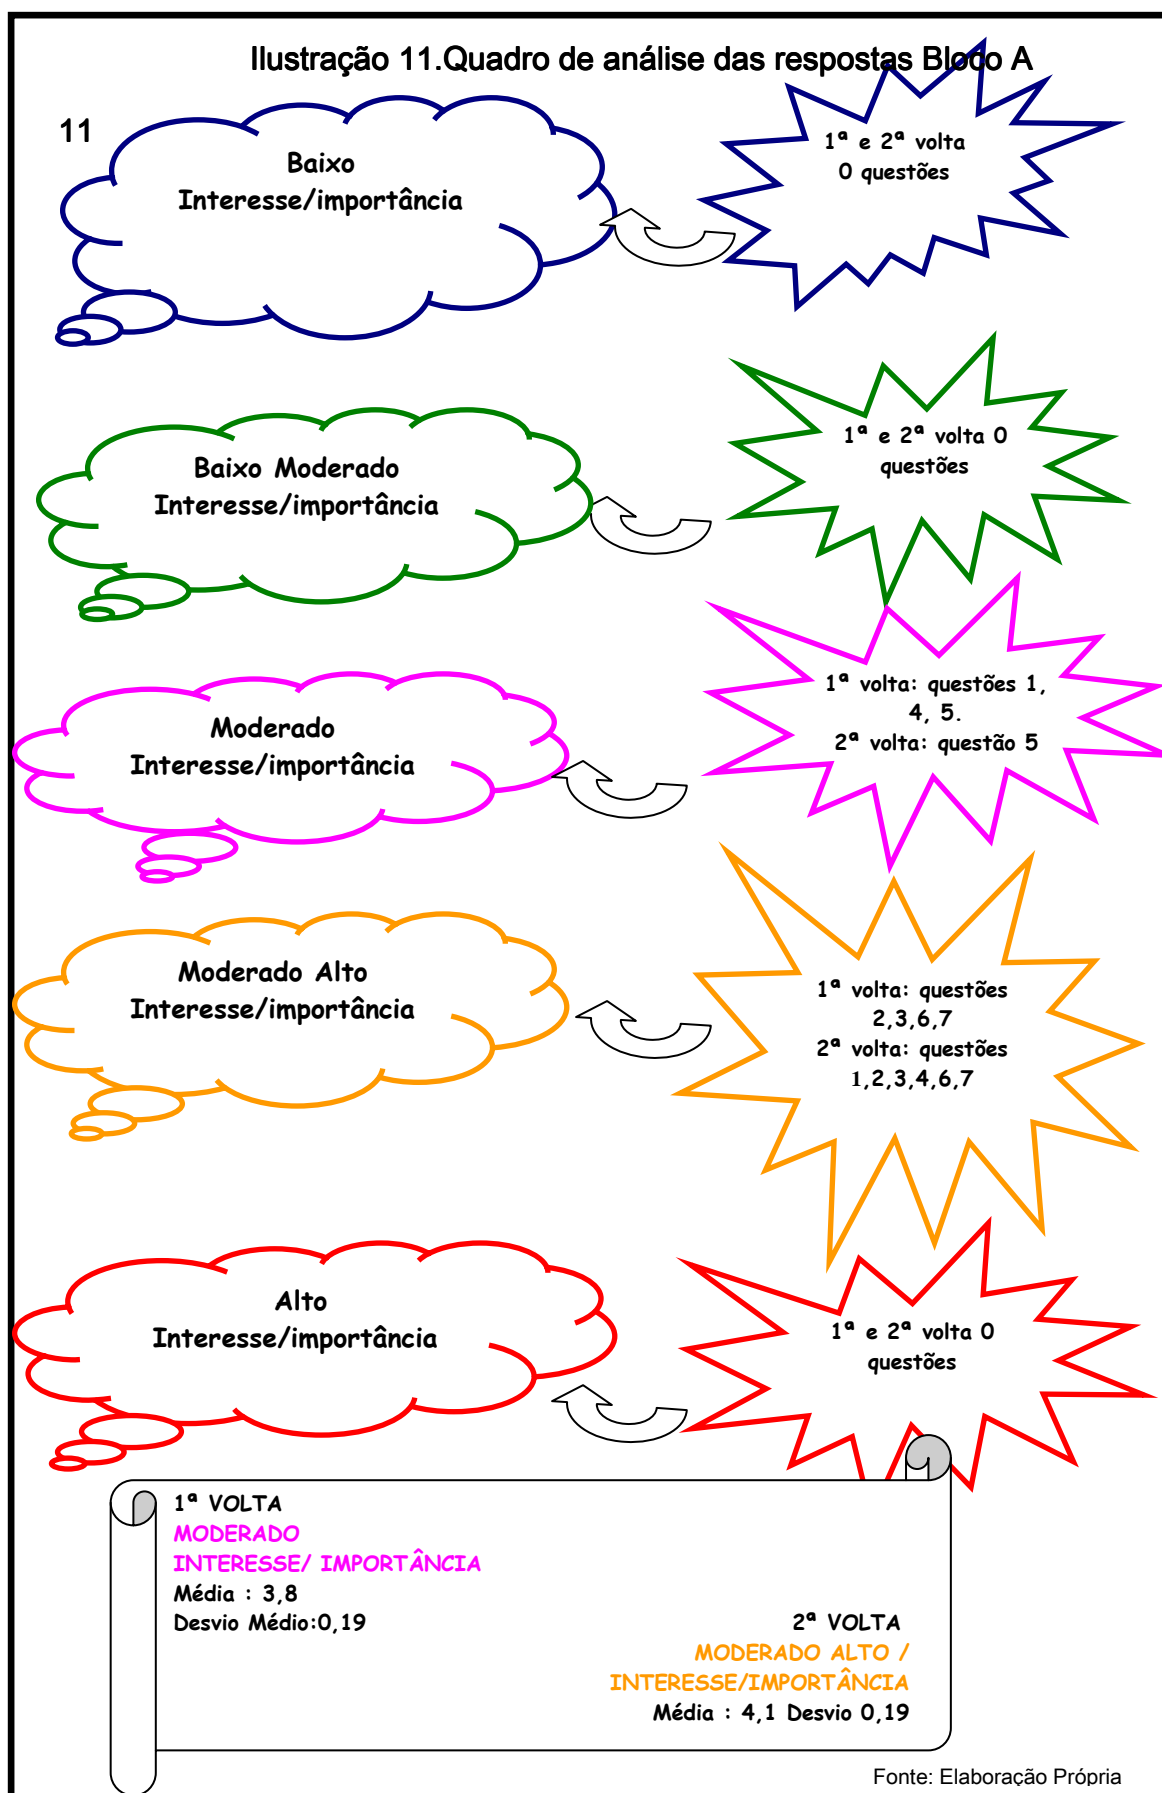 Ilustração 11.Quadro de análise das respostas Bloco A
11
Baixo
Interesse/importância
1ª e 2ª volta
0 questões
Baixo Moderado
Interesse/importância
1ª e 2ª volta 0
questões
Moderado
Interesse/importância
1ª volta: questões 1,
4, 5.
2ª volta: questão 5
Moderado Alto
Interesse/importância
1ª volta: questões
2,3,6,7
2ª volta: questões
1,2,3,4,6,7
Alto
Interesse/importância
1ª e 2ª volta 0
questões
1ª VOLTA
MODERADO
INTERESSE/ IMPORTÂNCIA
Média : 3,8
Desvio Médio:0,19
2ª VOLTA
MODERADO ALTO /
INTERESSE/IMPORTÂNCIA
Média : 4,1 Desvio 0,19
Fonte: Elaboração Própria